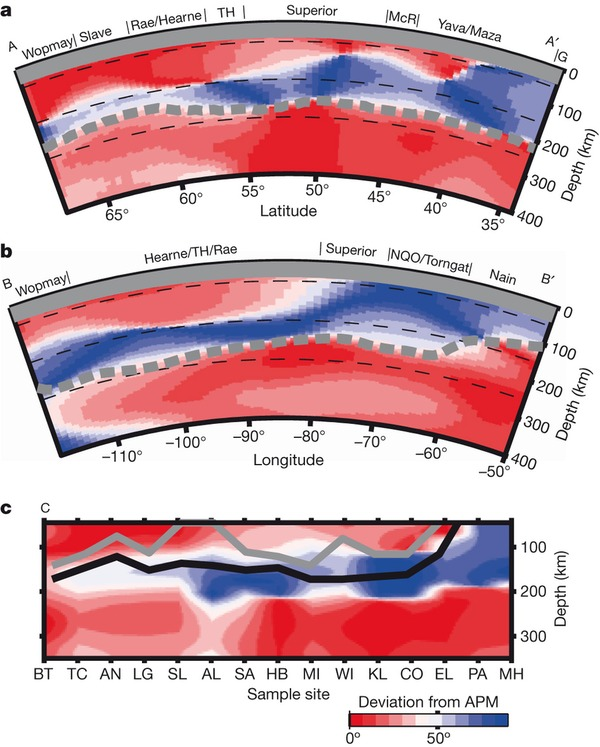 a
Wopmay| Slave |Rae/Hearne| TH | Superior |McR| Yava/Maza
A A′
|G
0
100
200
300
400
Depth (km)
65° 60° 55° 50° 45° 40° 35°
Latitude
b
Wopmay| Hearne/TH/Rae |Superior |NQO/Torngat| Nain
B B′
0
100
200
300
400
Depth (km)
–110° –100° –90° –80° –70° –60° –50°
Longitude
c
C
100
200
300
Depth (km)
BT TC AN LG SL AL SA HB MI WI KL CO EL PA MH
Sample site
Deviation from APM
0° 50°